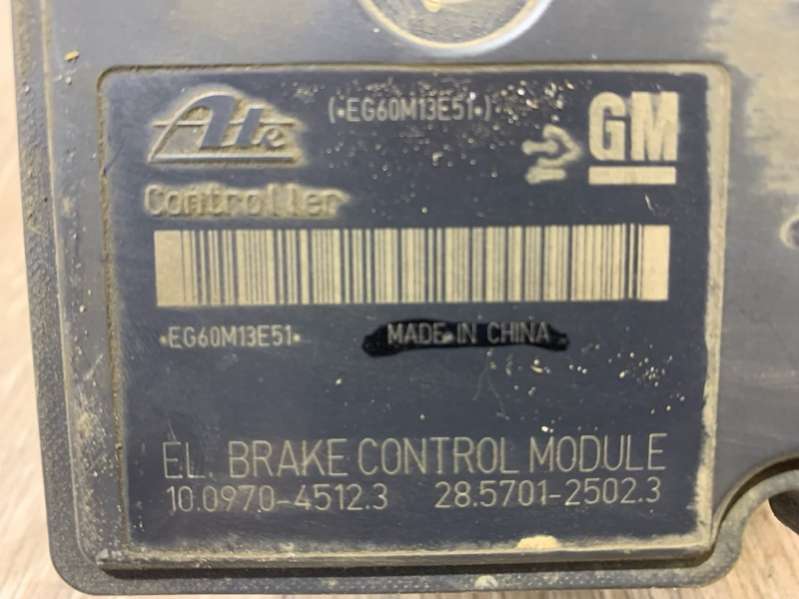 Ate (*EG60M13E51*) GM
Controller
*EG60M13E51* MADE IN CHINA
EL. BRAKE CONTROL MODULE
10.0970-4512.3 28.5701-2502.3